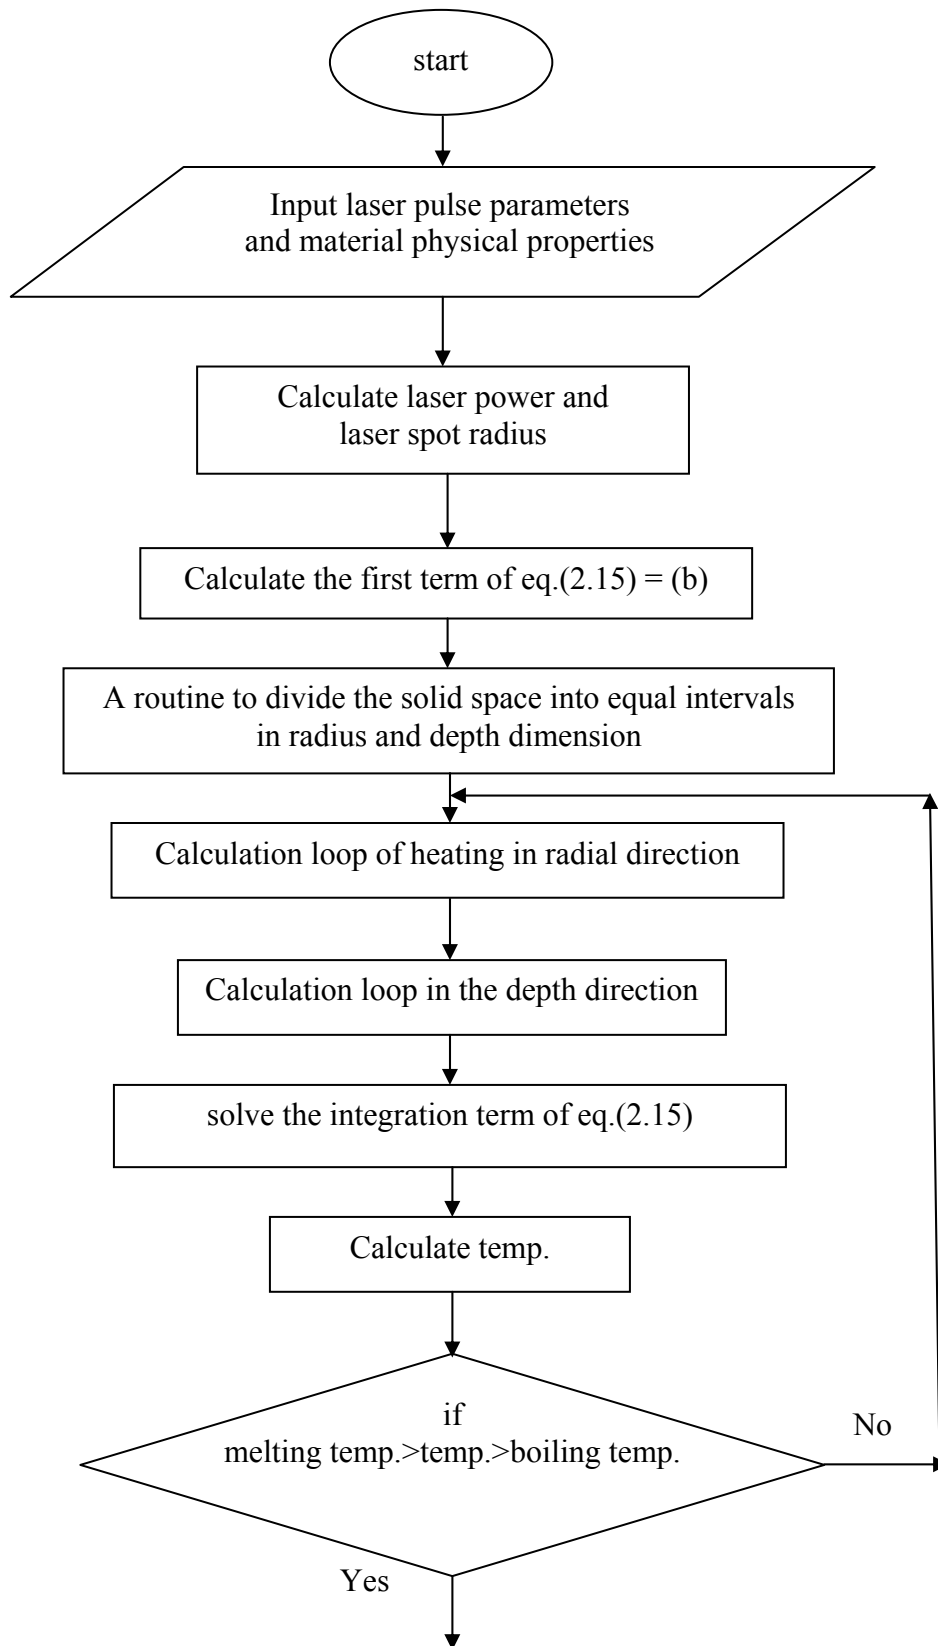 start
Input laser pulse parameters
and material physical properties
Calculate laser power and
laser spot radius
Calculate the first term of eq.(2.15) = (b)
A routine to divide the solid space into equal intervals
in radius and depth dimension
Calculation loop of heating in radial direction
Calculation loop in the depth direction
solve the integration term of eq.(2.15)
Calculate temp.
if
melting temp.>temp.>boiling temp.
No
Yes